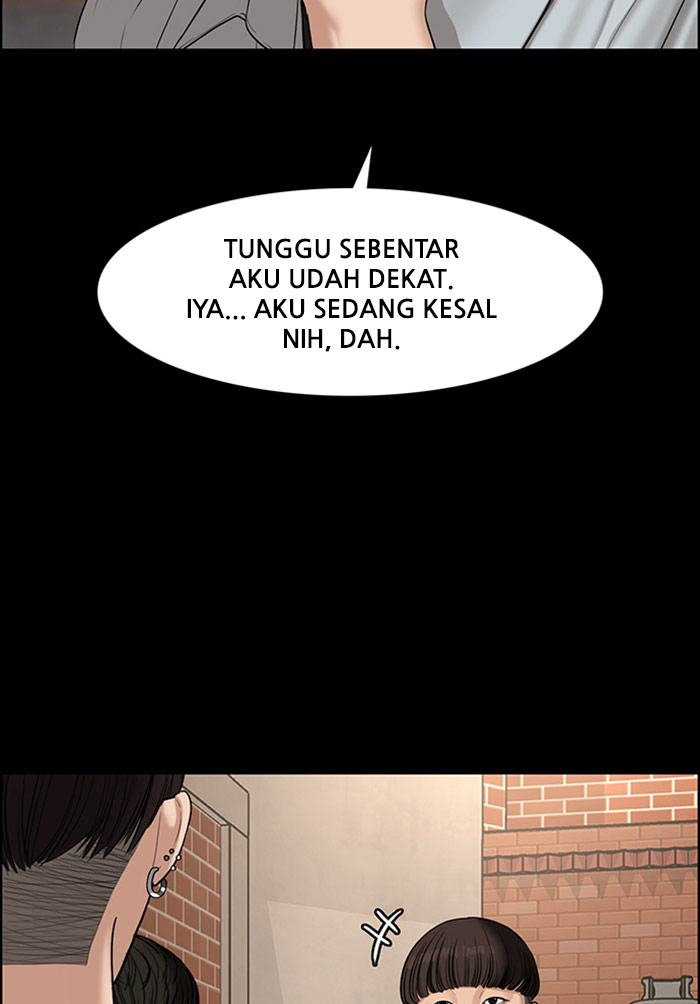 TUNGGU SEBENTAR
AKU UDAH DEKAT.
IYA... AKU SEDANG KESAL
NIH, DAH.